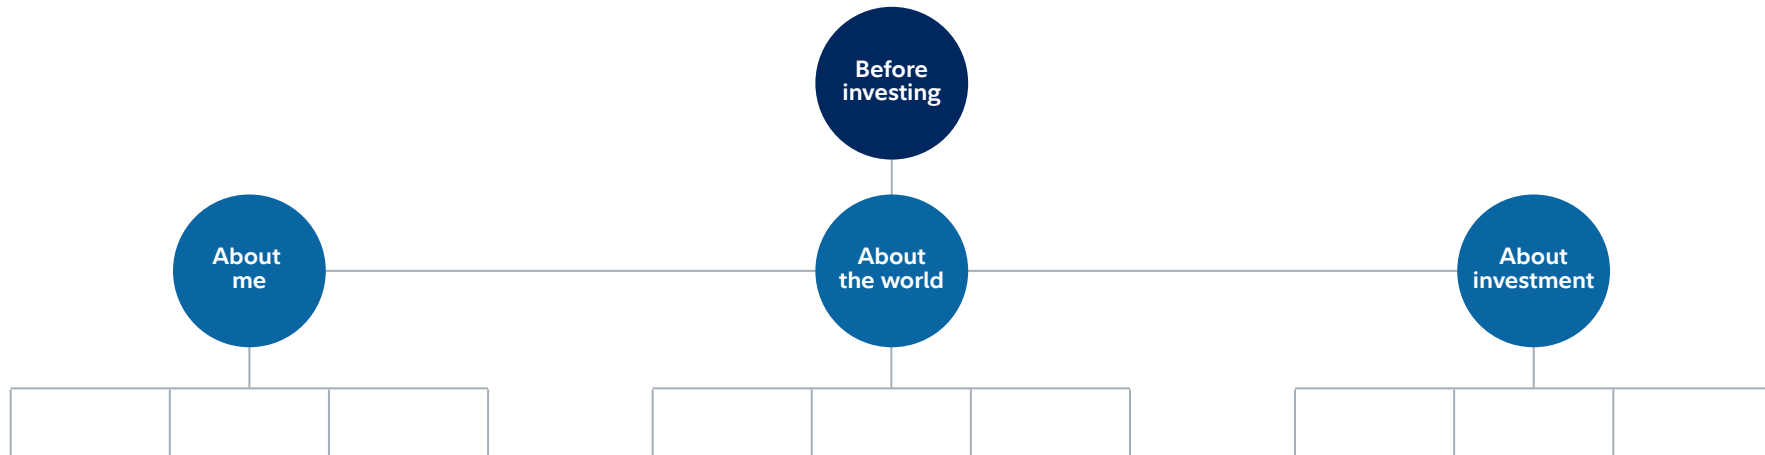 Before
investing
About
me
About
the world
About
investment